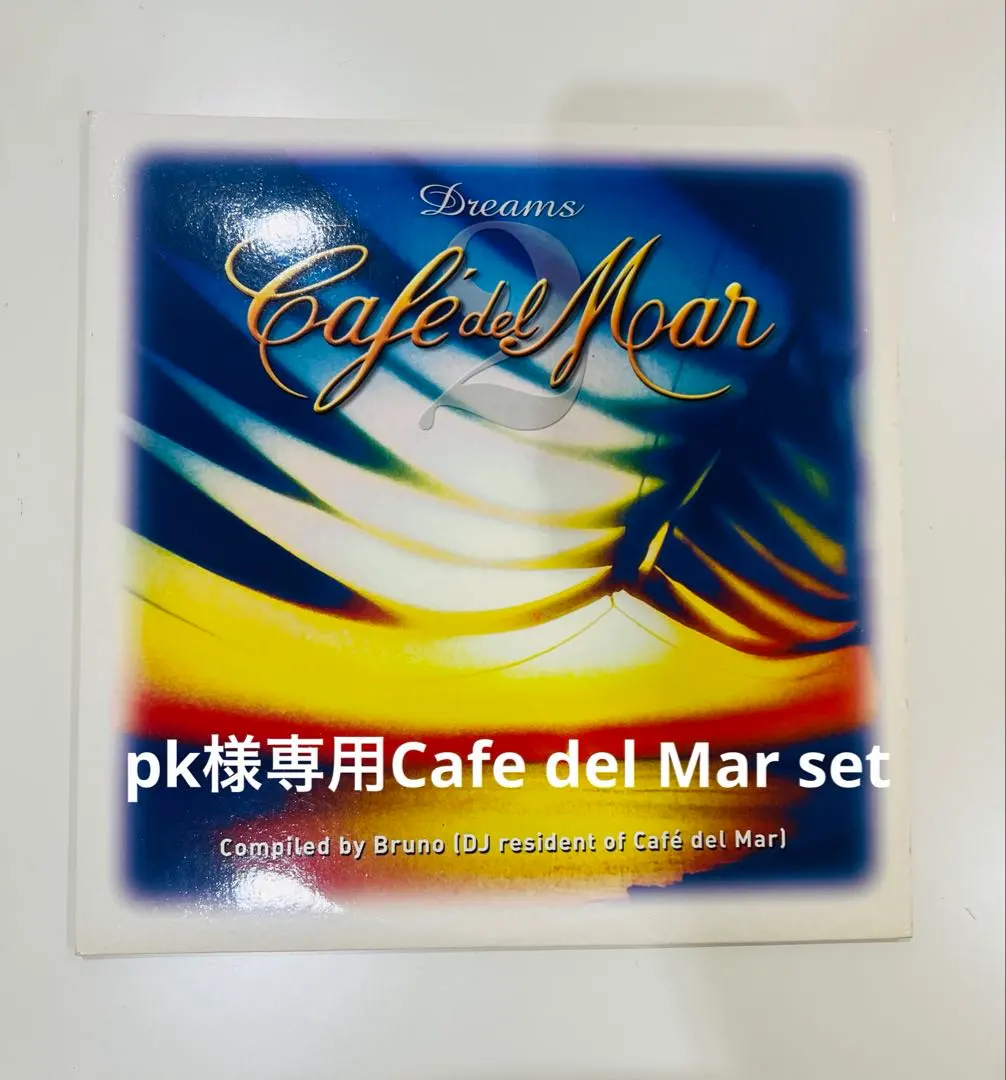 Dreams
2
Café del Mar
pk様専用Cafe del Mar set
Compiled by Bruno (DJ resident of Café del Mar)